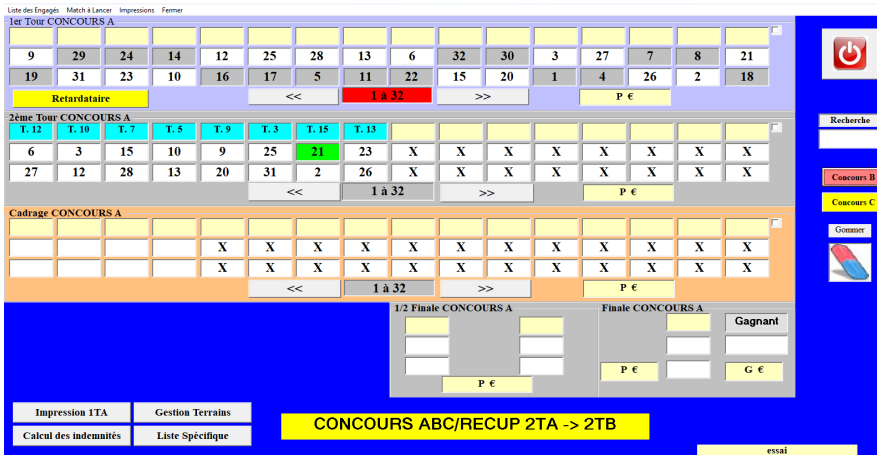 Liste des Engagés Match à Lancer Impressions Fermer
1er Tour CONCOURS A
9 29 24 14 12 25 28 13 6 32 30 3 27 7 8 21
19 31 23 10 16 17 5 11 22 15 20 1 4 26 2 18
Retardataire << 1 à 32 >> P €
2ème Tour CONCOURS A
T. 12 T. 10 T. 7 T. 5 T. 9 T. 3 T. 15 T. 13
6 3 15 10 9 25 21 23 X X X X X X X X
27 12 28 13 20 31 2 26 X X X X X X X X
<< 1 à 32 >> P €
Cadrage CONCOURS A
X X X X X X X X X X X X
X X X X X X X X X X X X
<< 1 à 32 >> P €
Recherche
Concours B
Concours C
Gommer
1/2 Finale CONCOURS A
P €
Finale CONCOURS A
Gagnant
P € G €
Impression 1TA Gestion Terrains
Calcul des indemnités Liste Spécifique
CONCOURS ABC/RECUP 2TA -> 2TB
essai